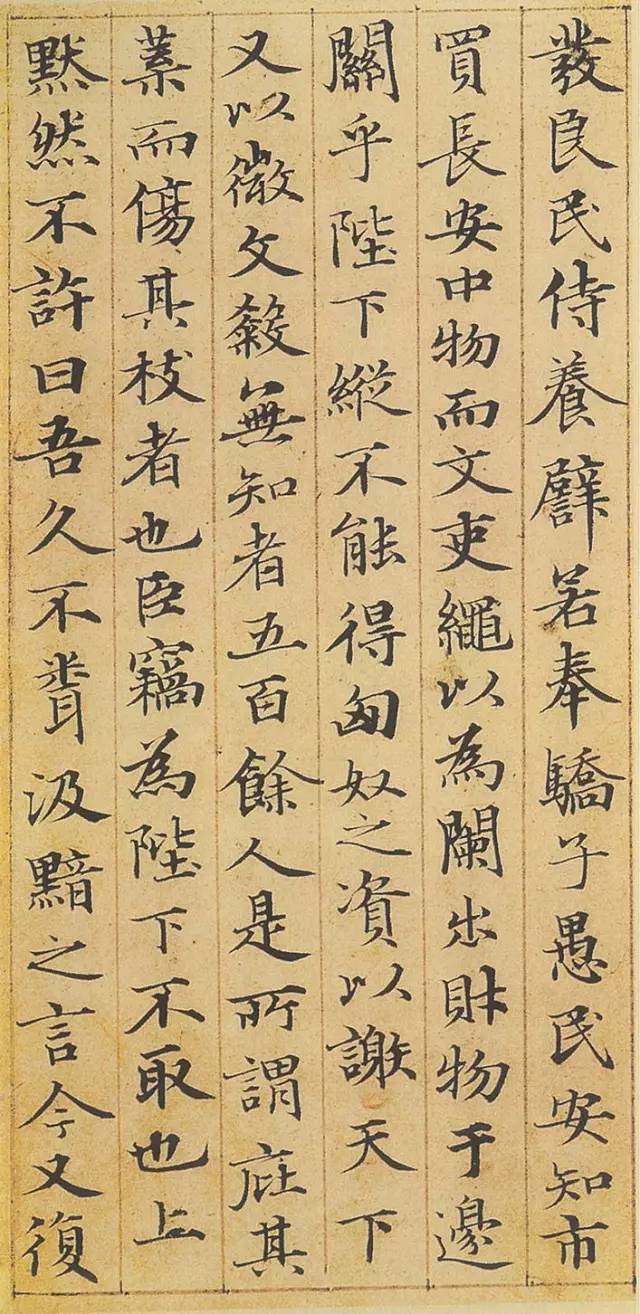 發良民侍養譬若奉驕子愚民安知市
買長安中物而文吏繩以為闌出財物于邊
關乎陛下縱不能得匈奴之資以謝天下
又以微文殺無知者五百餘人是所謂庇其
葉而傷其枝者也臣竊為陛下不取也上
默然不許曰吾久不聞汲黯之言今又復